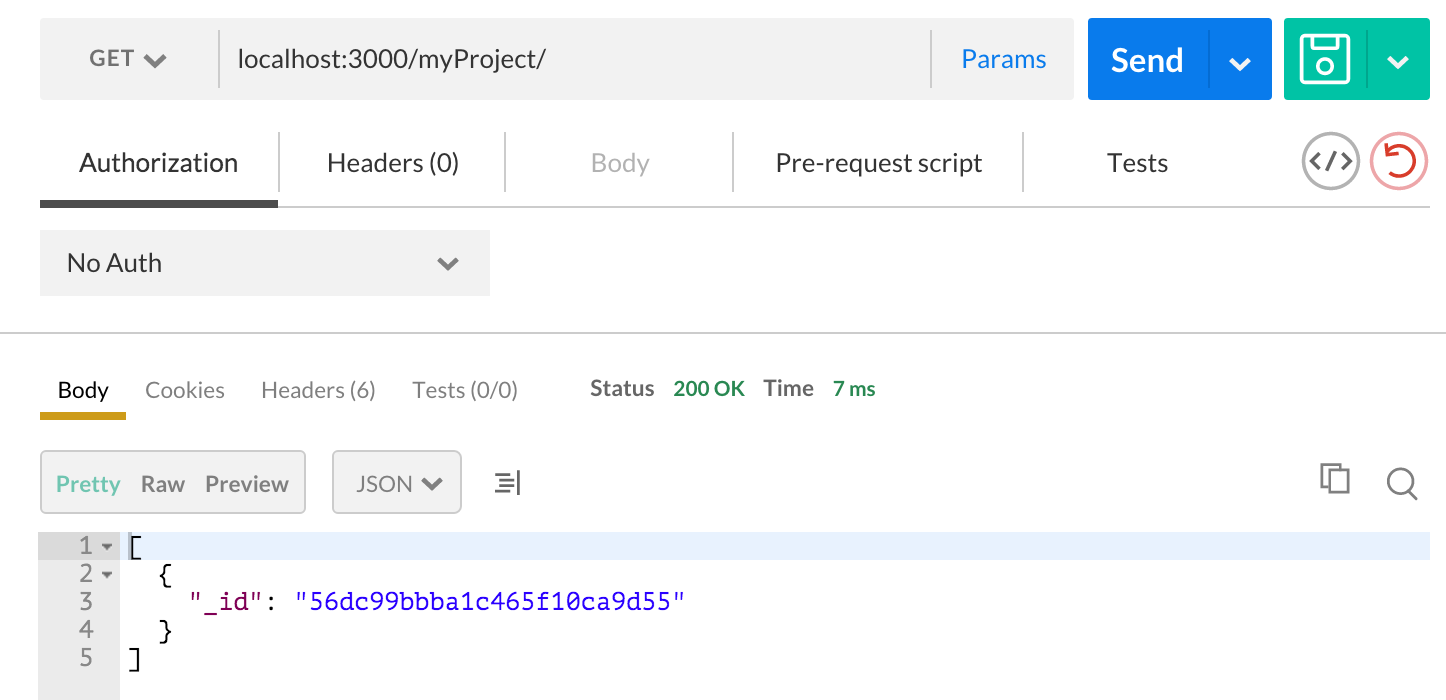 GET localhost:3000/myProject/ Params Send
Authorization Headers (0) Body Pre-request script Tests
No Auth
Body Cookies Headers (6) Tests (0/0) Status 200 OK Time 7 ms
Pretty Raw Preview JSON
1 [
2 {
3 "_id": "56dc99bbba1c465f10ca9d55"
4 }
5 ]